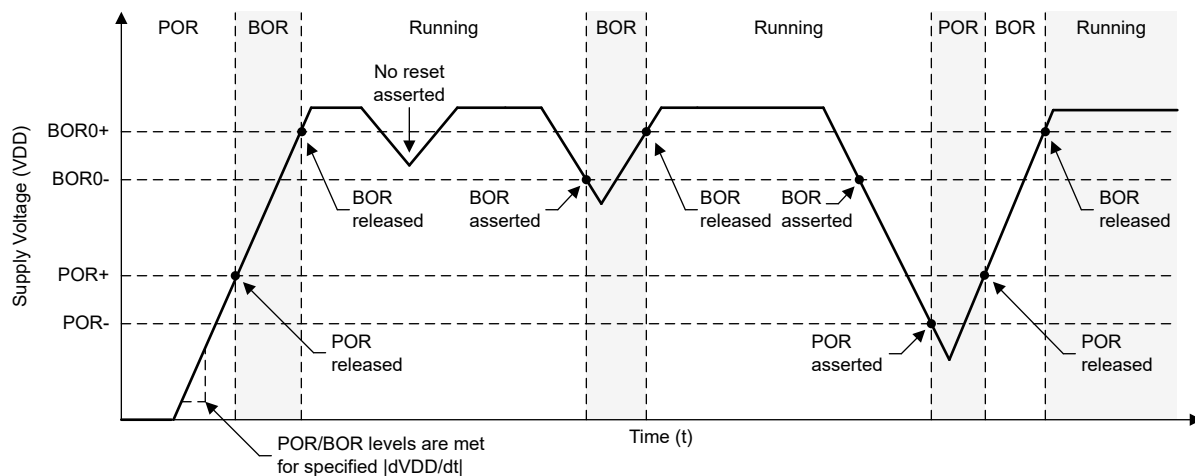 POR
BOR
Running
BOR
Running
POR
BOR
Running
No reset
asserted
Supply Voltage (VDD)
BOR0+
BOR0-
POR+
POR-
BOR
released
BOR
asserted
BOR
released
BOR
asserted
BOR
released
POR
released
POR
asserted
POR
released
POR/BOR levels are met
for specified |dVDD/dt|
Time (t)